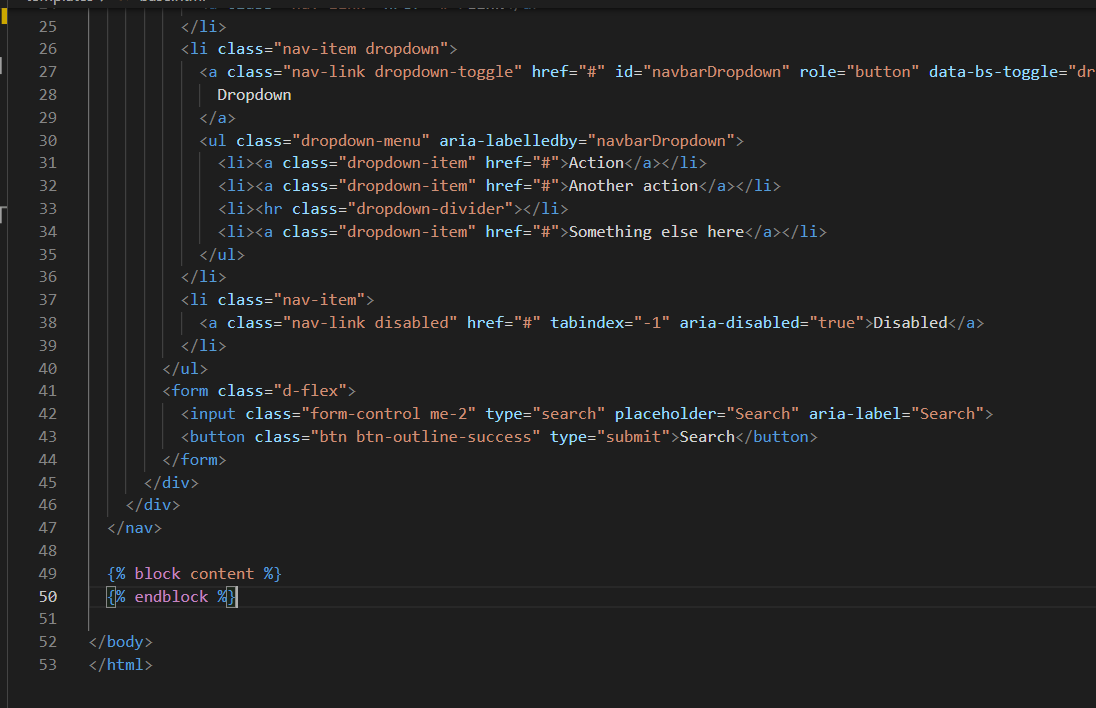 25 </li>
26 <li class="nav-item dropdown">
27 <a class="nav-link dropdown-toggle" href="#" id="navbarDropdown" role="button" data-bs-toggle="dr
28 Dropdown
29 </a>
30 <ul class="dropdown-menu" aria-labelledby="navbarDropdown">
31 <li><a class="dropdown-item" href="#">Action</a></li>
32 <li><a class="dropdown-item" href="#">Another action</a></li>
33 <li><hr class="dropdown-divider"></li>
34 <li><a class="dropdown-item" href="#">Something else here</a></li>
35 </ul>
36 </li>
37 <li class="nav-item">
38 <a class="nav-link disabled" href="#" tabindex="-1" aria-disabled="true">Disabled</a>
39 </li>
40 </ul>
41 <form class="d-flex">
42 <input class="form-control me-2" type="search" placeholder="Search" aria-label="Search">
43 <button class="btn btn-outline-success" type="submit">Search</button>
44 </form>
45 </div>
46 </div>
47 </nav>
48
49 {% block content %}
50 {% endblock %}
51
52 </body>
53 </html>